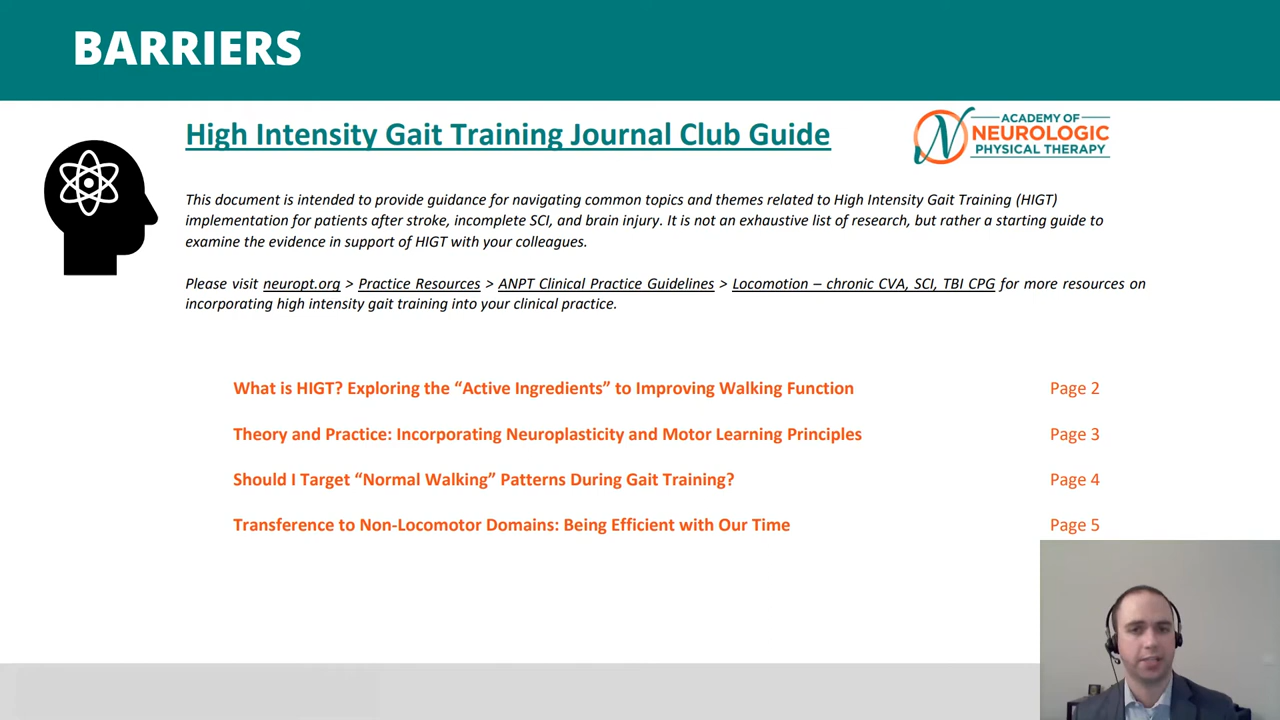 BARRIERS
High Intensity Gait Training Journal Club Guide
ACADEMY OF
NEUROLOGIC
PHYSICAL THERAPY
This document is intended to provide guidance for navigating common topics and themes related to High Intensity Gait Training (HIGT)
implementation for patients after stroke, incomplete SCI, and brain injury. It is not an exhaustive list of research, but rather a starting guide to
examine the evidence in support of HIGT with your colleagues.
Please visit neuropt.org > Practice Resources > ANPT Clinical Practice Guidelines > Locomotion – chronic CVA, SCI, TBI CPG for more resources on
incorporating high intensity gait training into your clinical practice.
What is HIGT? Exploring the “Active Ingredients” to Improving Walking Function Page 2
Theory and Practice: Incorporating Neuroplasticity and Motor Learning Principles Page 3
Should I Target “Normal Walking” Patterns During Gait Training? Page 4
Transference to Non-Locomotor Domains: Being Efficient with Our Time Page 5